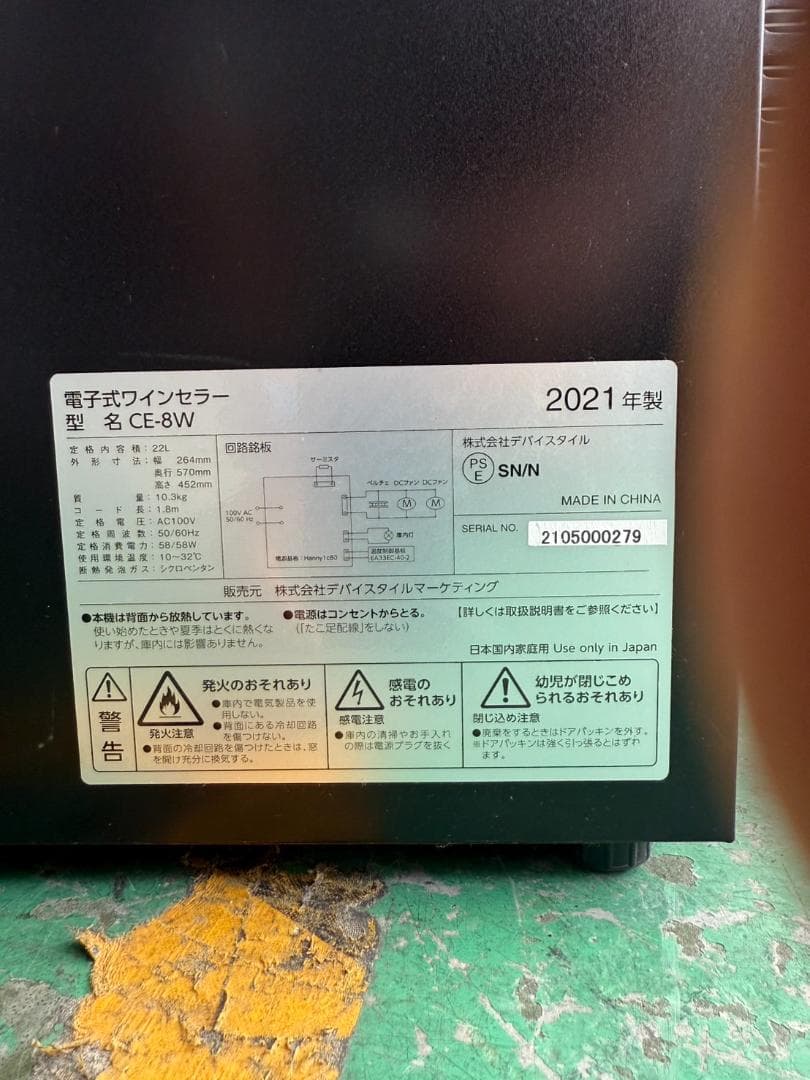 電子式ワインセラー
型 名 CE-8W
2021年製
定格内容積：22L
外形寸法：幅 264mm
奥行 570mm
高さ 452mm
質量：10.3kg
コード長：1.8m
定格電圧：AC100V
定格周波数：50/60Hz
定格消費電力：58/58W
使用環境温度：10～32℃
断熱発泡ガス：シクロペンタン
回路銘板
サーミスタ
ペルチェ DCファン DCファン
M M
100V AC
50/60 Hz
庫内灯
電源基板：Hanny1c80
温度制御基板
EA33EC-40-2
株式会社デバイスタイル
PS
E
SN/N
MADE IN CHINA
SERIAL NO. 2105000279
販売元 株式会社デバイスタイルマーケティング
●本機は背面から放熱しています。
使い始めたときや夏季はとくに熱くな
りますが、庫内には影響ありません。
●電源はコンセントからとる。
(「たこ足配線」をしない)
【詳しくは取扱説明書をご参照ください】
日本国内家庭用 Use only in Japan
警告
発火のおそれあり
発火注意
●庫内で電気製品を使
用しない。
●背面にある冷却回路
を傷つけない。
●背面の冷却回路を傷つけたときは、窓
を開け充分に換気する。
感電の
おそれあり
感電注意
●庫内の清掃やお手入れ
の際は電源プラグを抜く
幼児が閉じこめ
られるおそれあり
閉じ込め注意
●廃棄をするときはドアパッキンを外す。
※ドアパッキンは強く引っ張るとはずれ
ます。